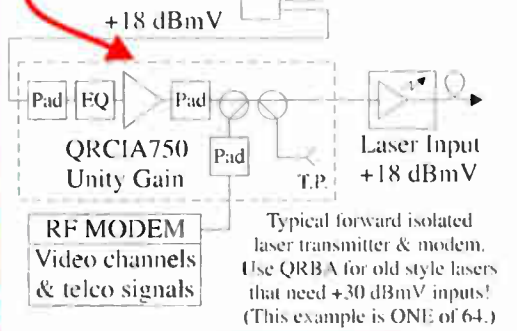 +18 dBmV
Pad EQ Pad
QRCIA750
Unity Gain
Pad
T.P.
Laser Input
+18 dBmV
RF MODEM
Video channels
& telco signals
Typical forward isolated
laser transmitter & modem.
Use QRBA for old style lasers
that need +30 dBmV inputs!
(This example is ONE of 64.)